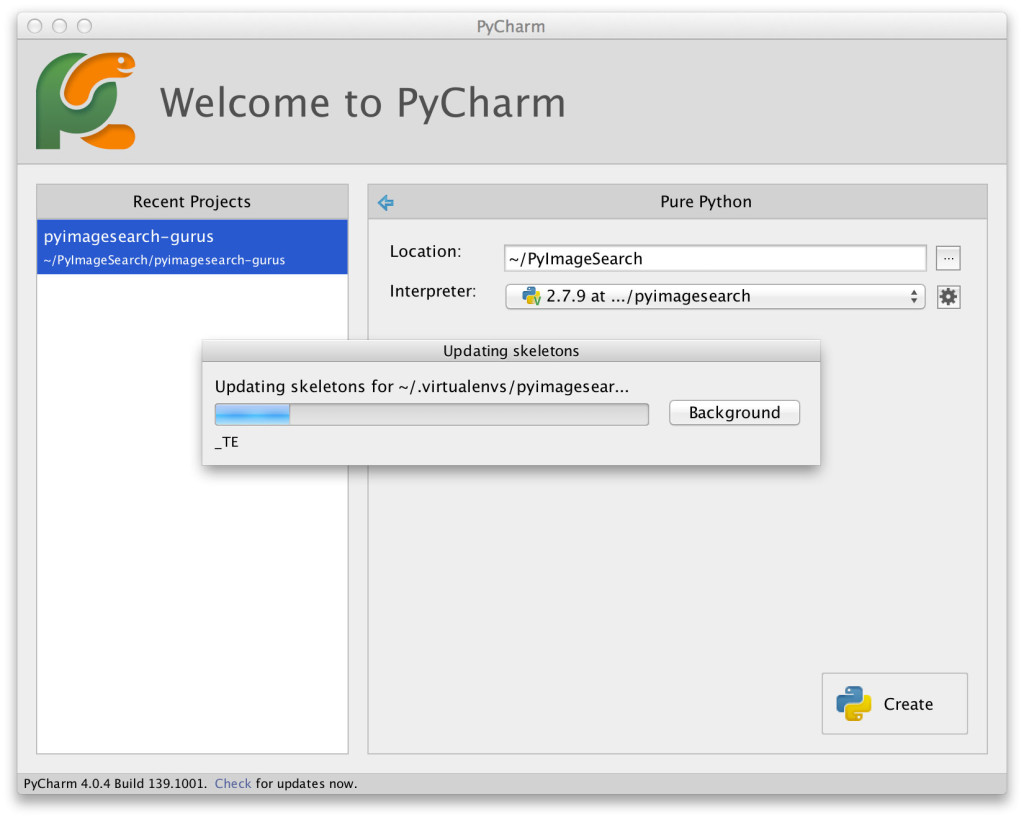 PyCharm
Welcome to PyCharm
Recent Projects
pyimagesearch-gurus
~/PyImageSearch/pyimagesearch-gurus
Pure Python
Location:
~/PyImageSearch
...
Interpreter:
2.7.9 at .../pyimagesearch
Updating skeletons
Updating skeletons for ~/.virtualenvs/pyimagesear...
Background
_TE
Create
PyCharm 4.0.4 Build 139.1001. Check for updates now.